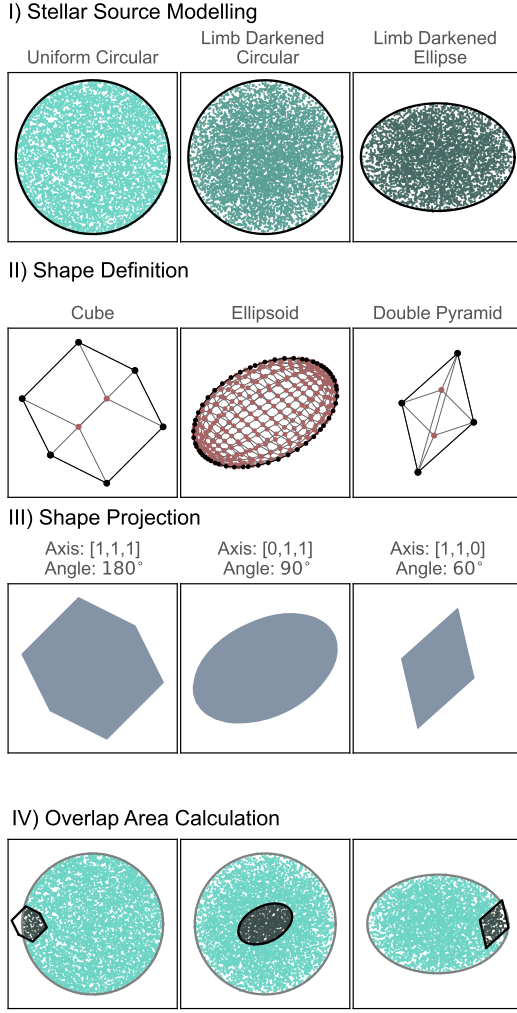 I) Stellar Source Modelling
Uniform Circular
Limb Darkened
Circular
Limb Darkened
Ellipse
II) Shape Definition
Cube
Ellipsoid
Double Pyramid
III) Shape Projection
Axis: [1,1,1]
Angle: 180°
Axis: [0,1,1]
Angle: 90°
Axis: [1,1,0]
Angle: 60°
IV) Overlap Area Calculation